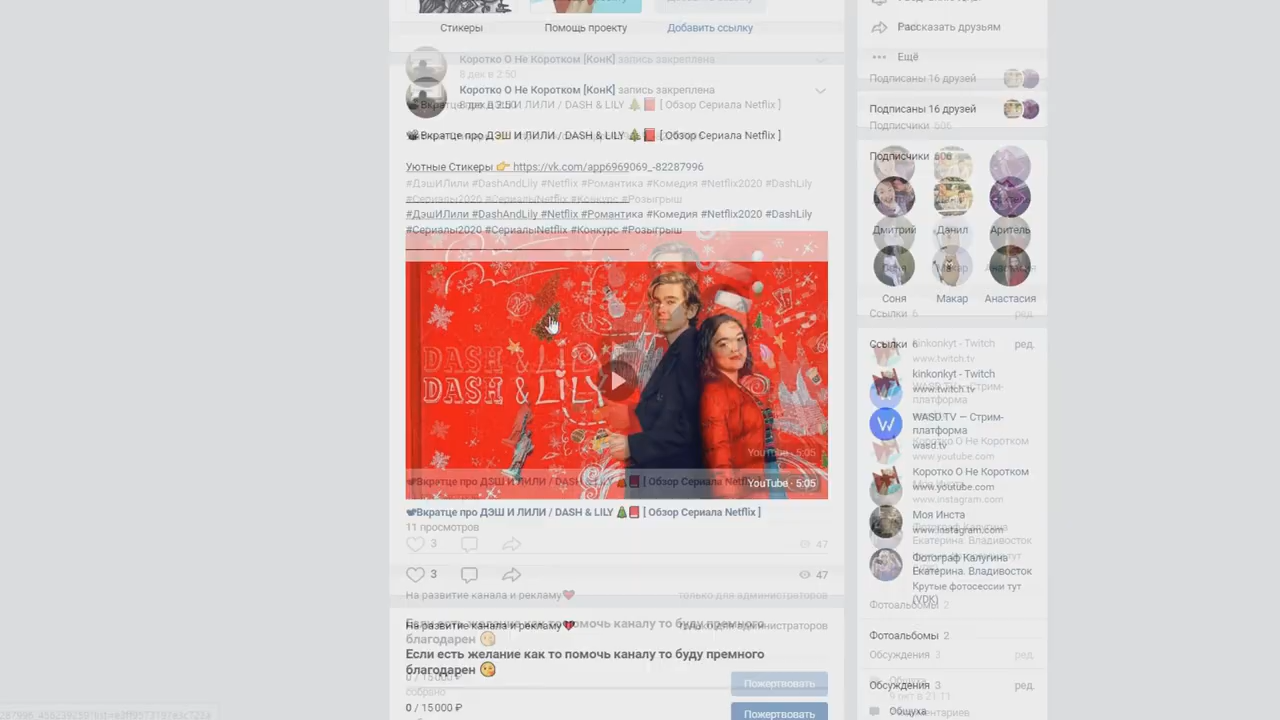 Стикеры
Помощь проекту
Добавить ссылку
Коротко О Не Коротком [КонК] запись закреплена
8 дек в 2:50
Вкратце про ДЭШ И ЛИЛИ / DASH & LILY [ Обзор Сериала Netflix ]
Уютные Стикеры 👉 https://vk.com/app6969069_-82287996
#ДэшИЛили #DashAndLily #Netflix #Романтика #Комедия #Netflix2020 #DashLily
#Сериалы2020 #СериалыNetflix #Конкурс #Розыгрыш
DASH & LILY
YouTube · 5:05
Вкратце про ДЭШ И ЛИЛИ / DASH & LILY [ Обзор Сериала Netflix ]
11 просмотров
3
47
На развитие канала и рекламу
только для администраторов
Если есть желание как то помочь каналу то буду премного
благодарен
0 / 15 000 ₽
собрано
Пожертвовать
Рассказать друзьям
Ещё
Подписаны 16 друзей
Подписчики 606
Дмитрий
Данил
Аритель
Соня
Макар
Анастасия
Ссылки 6
ред.
kinkonkyt - Twitch
www.twitch.tv
WASD.TV — Стрим-
платформа
wasd.tv
Коротко О Не Коротком
www.youtube.com
Моя Инста
www.instagram.com
Фотограф Калугина
Екатерина. Владивосток
Крутые фотосессии тут
(VDK)
Фотоальбомы 2
Обсуждения 3
ред.
Общуха